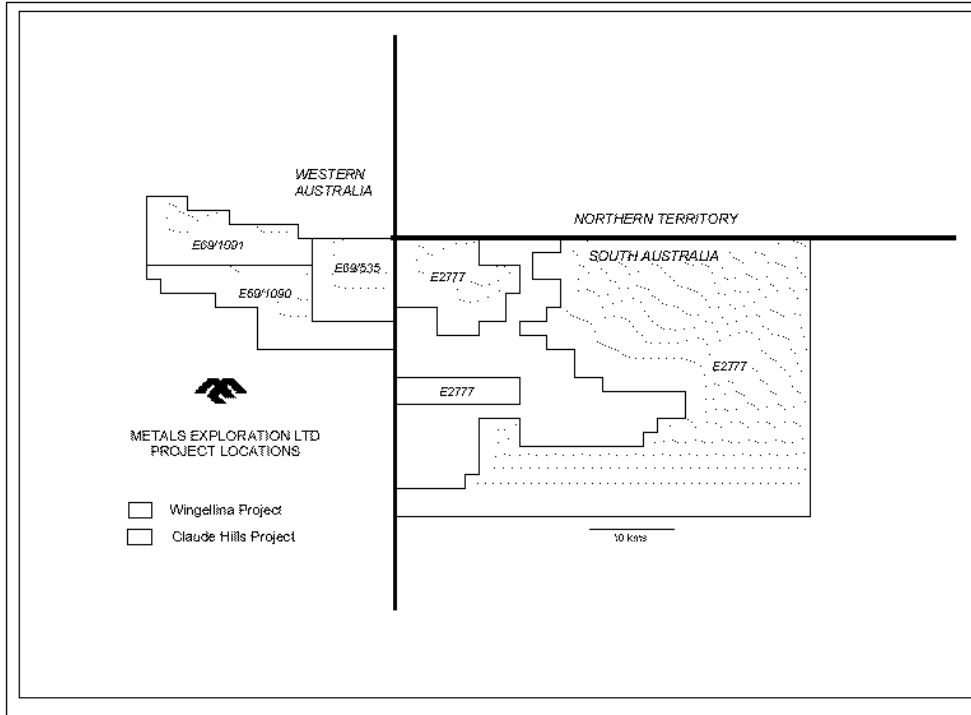 WESTERN
AUSTRALIA
NORTHERN TERRITORY
SOUTH AUSTRALIA
E69/1091
E69/535
E2777
E69/1090
E2777
E2777
METALS EXPLORATION LTD
PROJECT LOCATIONS
Wingellina Project
Claude Hills Project
10 kms